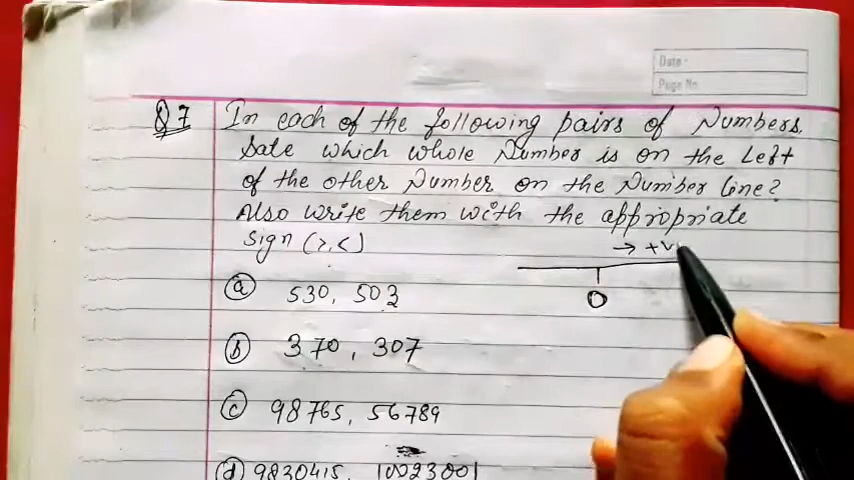 Date :
Page No
Q7 In each of the following pairs of Numbers,
Sate which whole Number is on the Left
of the other Number on the Number line?
Also write them with the appropriate
sign (>, <)
→ +v
0
(a) 530, 503
(b) 370, 307
(c) 98765, 56789
(d) 9830415, 10023001